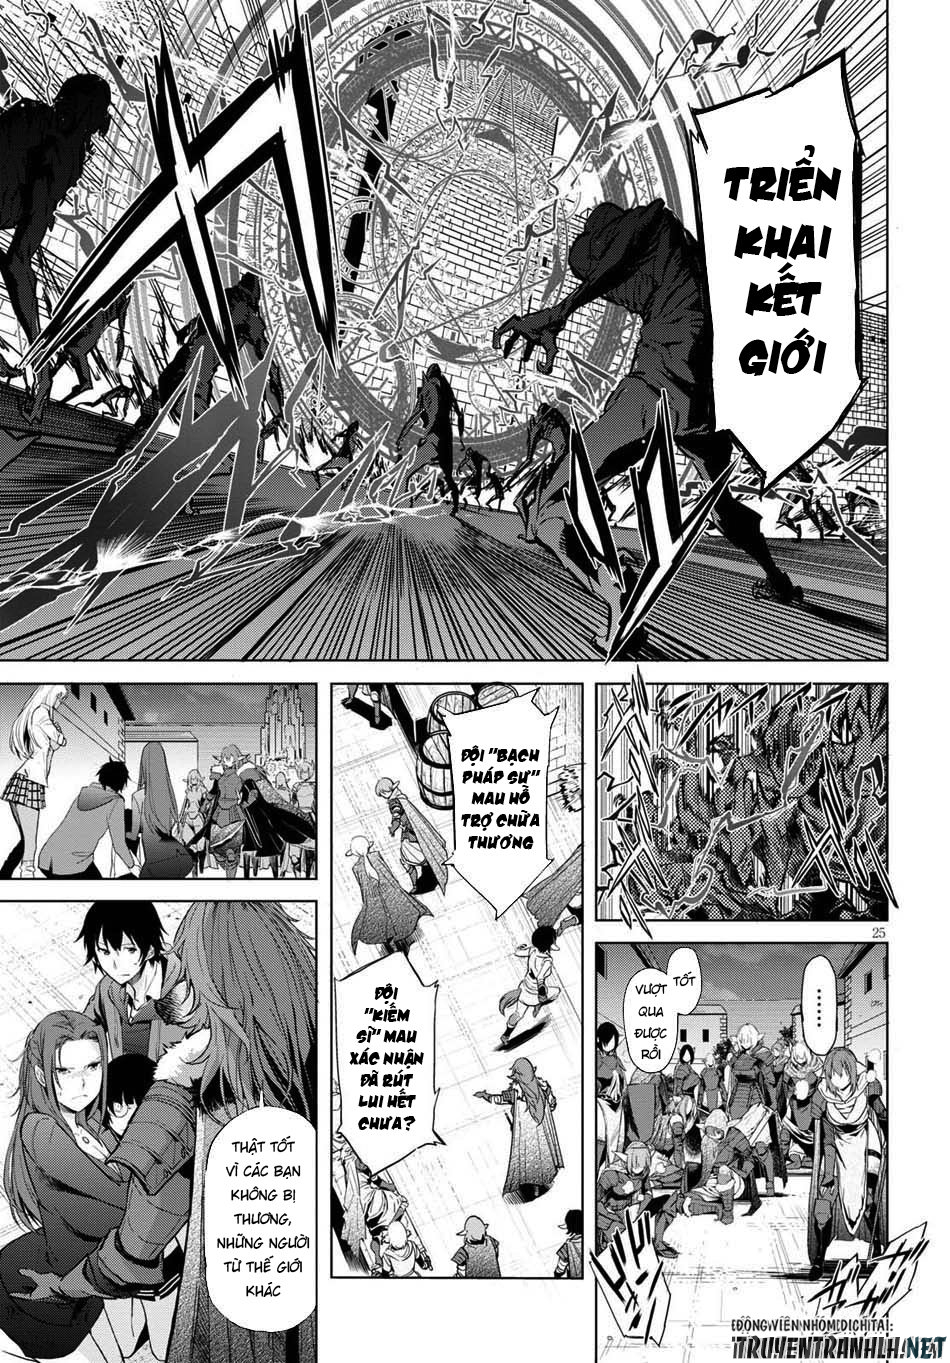 TRIỂN
KHAI
KẾT
GIỚI
25
TỐT
VƯỢT
QUA
ĐƯỢC
RỒI
ĐỘI "BẠCH
PHÁP SƯ"
MAU HỖ
TRỢ CHỮA
THƯƠNG
ĐỘI
"KIẾM
SĨ" MAU
XÁC NHẬN
ĐÃ RÚT
LUI HẾT
CHƯA?
THẬT TỐT
VÌ CÁC BẠN
KHÔNG BỊ
THƯƠNG,
NHỮNG NGƯỜI
TỪ THẾ GIỚI
KHÁC
ĐỘNG VIÊN NHÓM DỊCH TẠI:
TRUYENTRANHLH.NET